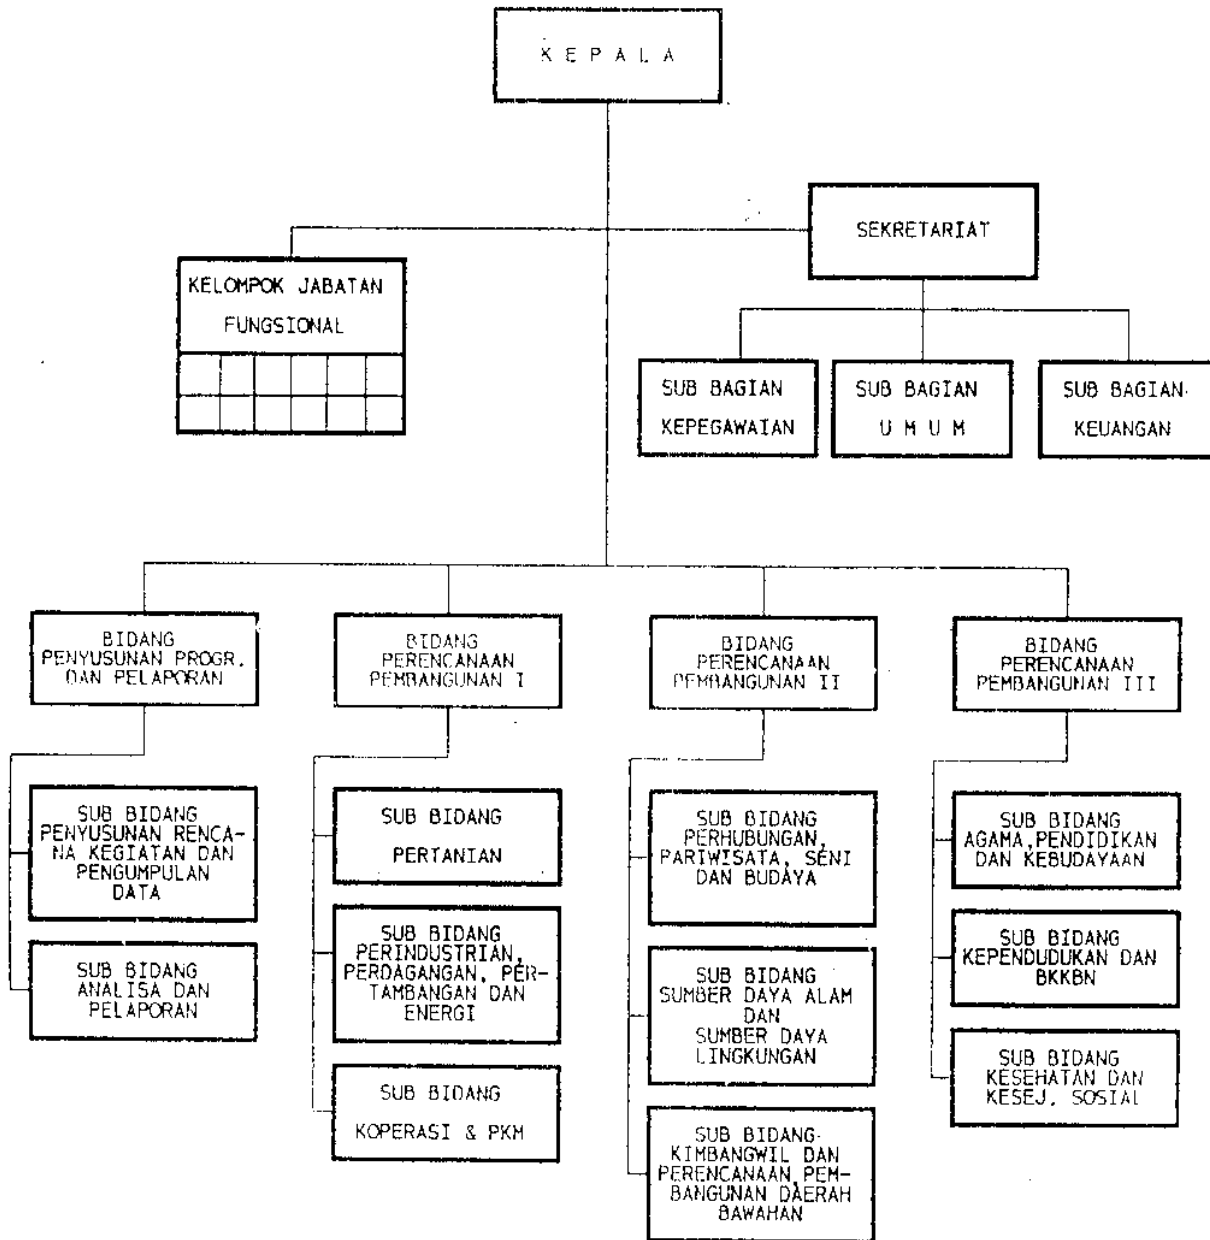 K E P A L A
SEKRETARIAT
KELOMPOK JABATAN
FUNGSIONAL
SUB BAGIAN
KEPEGAWAIAN
SUB BAGIAN
U M U M
SUB BAGIAN
KEUANGAN
BIDANG
PENYUSUNAN PROGR.
DAN PELAPORAN
BIDANG
PERENCANAAN
PEMBANGUNAN I
BIDANG
PERENCANAAN
PEMBANGUNAN II
BIDANG
PERENCANAAN
PEMBANGUNAN III
SUB BIDANG
PENYUSUNAN RENCA-
NA KEGIATAN DAN
PENGUMPULAN
DATA
SUB BIDANG
ANALISA DAN
PELAPORAN
SUB BIDANG
PERTANIAN
SUB BIDANG
PERINDUSTRIAN,
PERDAGANGAN, PER-
TAMBANGAN DAN
ENERGI
SUB BIDANG
KOPERASI & PKM
SUB BIDANG
PERHUBUNGAN,
PARIWISATA, SENI
DAN BUDAYA
SUB BIDANG
SUMBER DAYA ALAM
DAN
SUMBER DAYA
LINGKUNGAN
SUB BIDANG
KIMBANGWIL DAN
PERENCANAAN PEM-
BANGUNAN DAERAH
BAWAHAN
SUB BIDANG
AGAMA,PENDIDIKAN
DAN KEBUDAYAAN
SUB BIDANG
KEPENDUDUKAN DAN
BKKBN
SUB BIDANG
KESEHATAN DAN
KESEJ. SOSIAL